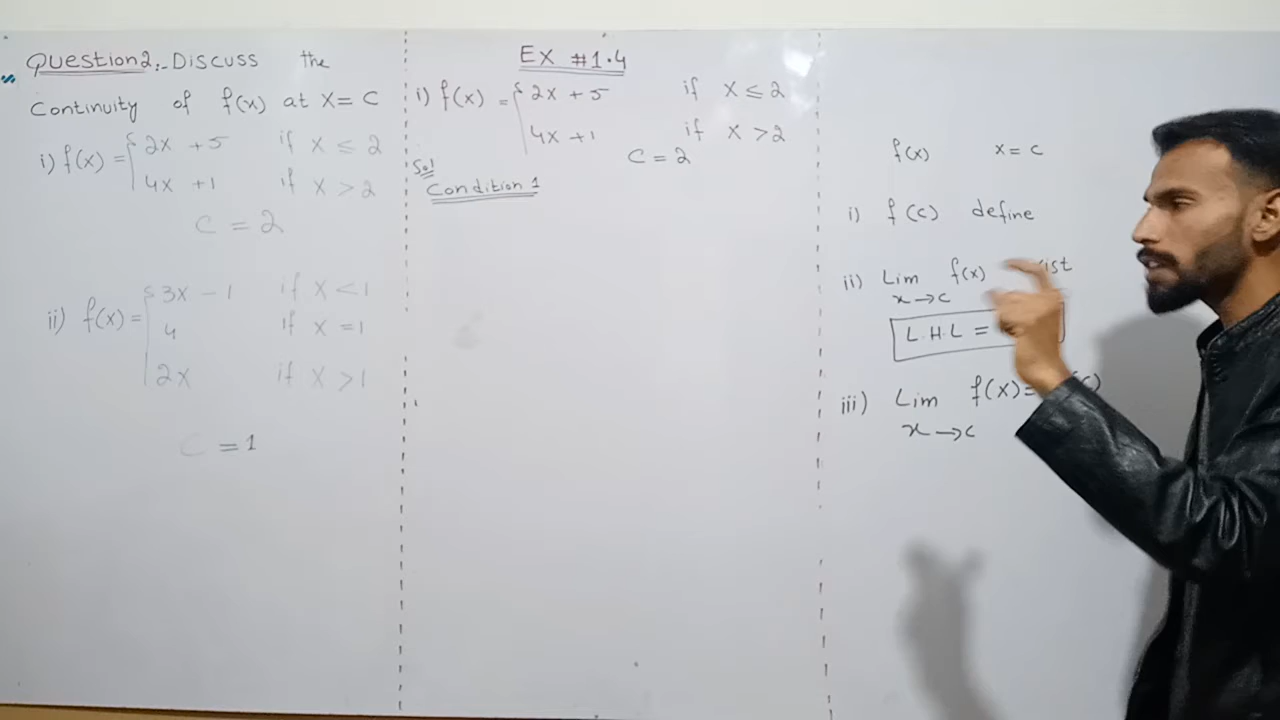 Question 2:- Discuss the
Continuity of f(x) at x = c
i) f(x) = { 2x + 5 if x ≤ 2
4x + 1 if x > 2
C = 2
ii) f(x) = { 3x - 1 if x < 1
4 if x = 1
2x if x > 1
C = 1
EX #1.4
i) f(x) = { 2x + 5 if x ≤ 2
4x + 1 if x > 2
C = 2
Sol
Condition 1
f(x) x = c
i) f(c) define
ii) Lim f(x)
x → c
L.H.L =
iii) Lim f(x) =
x → c